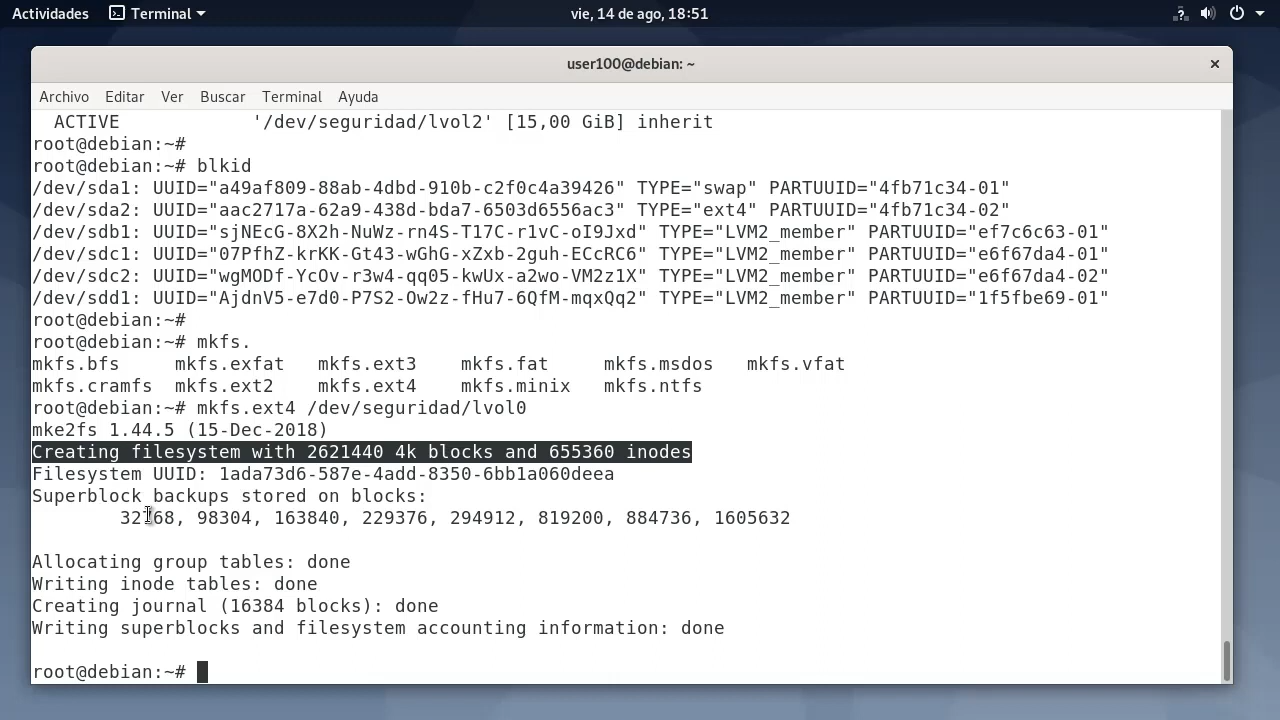 Actividades Terminal vie, 14 de ago, 18:51
user100@debian: ~
Archivo Editar Ver Buscar Terminal Ayuda
ACTIVE '/dev/seguridad/lvol2' [15,00 GiB] inherit
root@debian:~#
root@debian:~# blkid
/dev/sda1: UUID="a49af809-88ab-4dbd-910b-c2f0c4a39426" TYPE="swap" PARTUUID="4fb71c34-01"
/dev/sda2: UUID="aac2717a-62a9-438d-bda7-6503d6556ac3" TYPE="ext4" PARTUUID="4fb71c34-02"
/dev/sdb1: UUID="sjNEcG-8X2h-NuWz-rn4S-T17C-r1vC-oI9Jxd" TYPE="LVM2_member" PARTUUID="ef7c6c63-01"
/dev/sdc1: UUID="07PfhZ-krKK-Gt43-wGhG-xZxb-2guh-ECcRC6" TYPE="LVM2_member" PARTUUID="e6f67da4-01"
/dev/sdc2: UUID="wgMODf-YcOv-r3w4-qq05-kwUx-a2wo-VM2z1X" TYPE="LVM2_member" PARTUUID="e6f67da4-02"
/dev/sdd1: UUID="AjdnV5-e7d0-P7S2-Ow2z-fHu7-6QfM-mqxQq2" TYPE="LVM2_member" PARTUUID="1f5fbe69-01"
root@debian:~#
root@debian:~# mkfs.
mkfs.bfs mkfs.exfat mkfs.ext3 mkfs.fat mkfs.msdos mkfs.vfat
mkfs.cramfs mkfs.ext2 mkfs.ext4 mkfs.minix mkfs.ntfs
root@debian:~# mkfs.ext4 /dev/seguridad/lvol0
mke2fs 1.44.5 (15-Dec-2018)
Creating filesystem with 2621440 4k blocks and 655360 inodes
Filesystem UUID: 1ada73d6-587e-4add-8350-6bb1a060deea
Superblock backups stored on blocks:
32768, 98304, 163840, 229376, 294912, 819200, 884736, 1605632
Allocating group tables: done
Writing inode tables: done
Creating journal (16384 blocks): done
Writing superblocks and filesystem accounting information: done
root@debian:~#